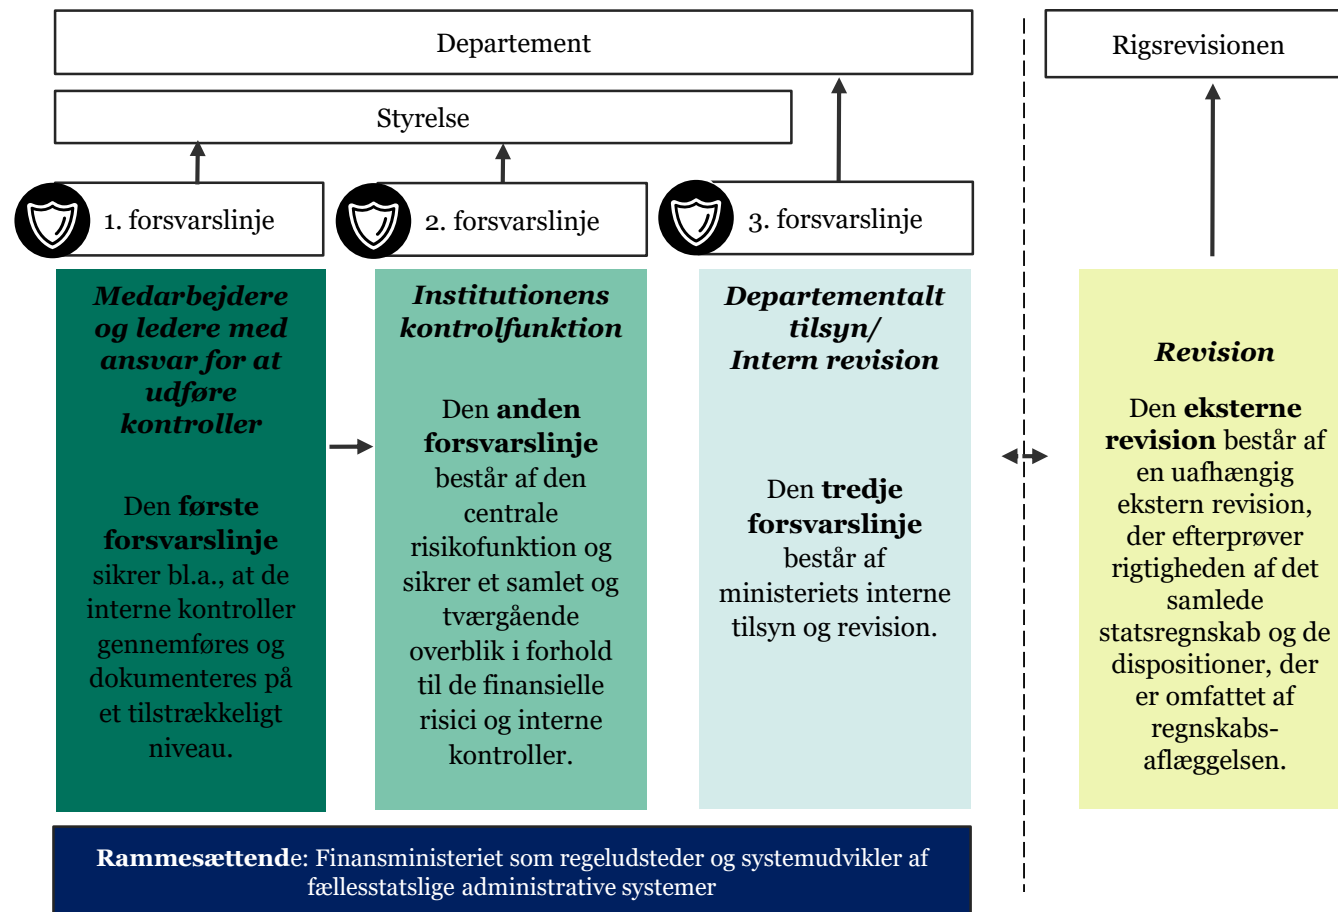 Departement
Rigsrevisionen
Styrelse
1. forsvarslinje
2. forsvarslinje
3. forsvarslinje
Medarbejdere
og ledere med
ansvar for at
udføre
kontroller
Den første
forsvarslinje
sikrer bl.a., at de
interne kontroller
gennemføres og
dokumenteres på
et tilstrækkeligt
niveau.
Institutionens
kontrolfunktion
Den anden
forsvarslinje
består af den
centrale
risikofunktion og
sikrer et samlet og
tværgående
overblik i forhold
til de finansielle
risici og interne
kontroller.
Departementalt
tilsyn/
Intern revision
Den tredje
forsvarslinje
består af
ministeriets interne
tilsyn og revision.
Revision
Den eksterne
revision består af
en uafhængig
ekstern revision,
der efterprøver
rigtigheden af det
samlede
statsregnskab og de
dispositioner, der
er omfattet af
regnskabs-
aflæggelsen.
Rammesættende: Finansministeriet som regeludsteder og systemudvikler af
fællesstatslige administrative systemer